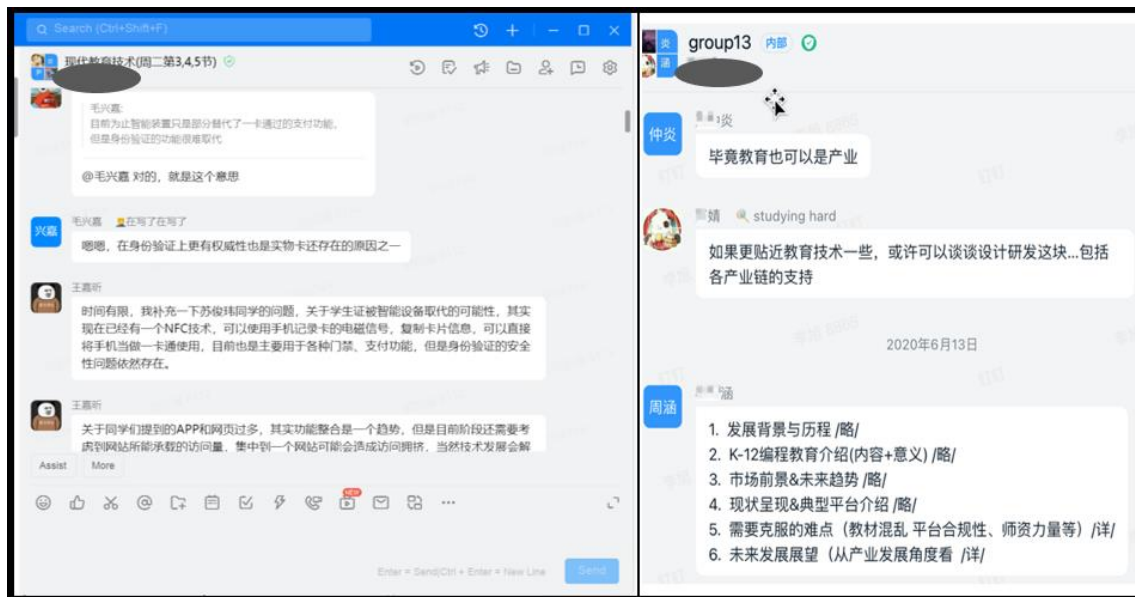 Search (Ctrl+Shift+F)
现代教育技术(周二第3,4,5节)
毛兴嘉:
目前为止智能装置只是部分替代了一卡通过的支付功能,
但是身份验证的功能很难取代
@毛兴嘉 对的，就是这个意思
兴嘉
毛兴嘉 在写了在写了
嗯嗯，在身份验证上更有权威性也是实物卡还存在的原因之一
王嘉昕
时间有限，我补充一下苏俊玮同学的问题，关于学生证被智能设备取代的可能性，其实
现在已经有一个NFC技术，可以使用手机记录卡的电磁信号，复制卡片信息，可以直接
将手机当做一卡通使用，目前也是主要用于各种门禁、支付功能，但是身份验证的安全
性问题依然存在。
王嘉昕
关于同学们提到的APP和网页过多，其实功能整合是一个趋势，但是目前阶段还需要考
虑到网站所能承载的访问量，集中到一个网站可能会造成访问拥挤，当然技术发展会解
Assist More
NEW
Enter = Send(Ctrl + Enter = New Line
Send
炎
涵
group13 内部
仲炎
炎
毕竟教育也可以是产业
婧 studying hard
如果更贴近教育技术一些，或许可以谈谈设计研发这块...包括
各产业链的支持
2020年6月13日
周涵
涵
1. 发展背景与历程 /略/
2. K-12编程教育介绍(内容+意义) /略/
3. 市场前景&未来趋势 /略/
4. 现状呈现&典型平台介绍 /略/
5. 需要克服的难点（教材混乱 平台合规性、师资力量等）/详/
6. 未来发展展望（从产业发展角度看 /详/